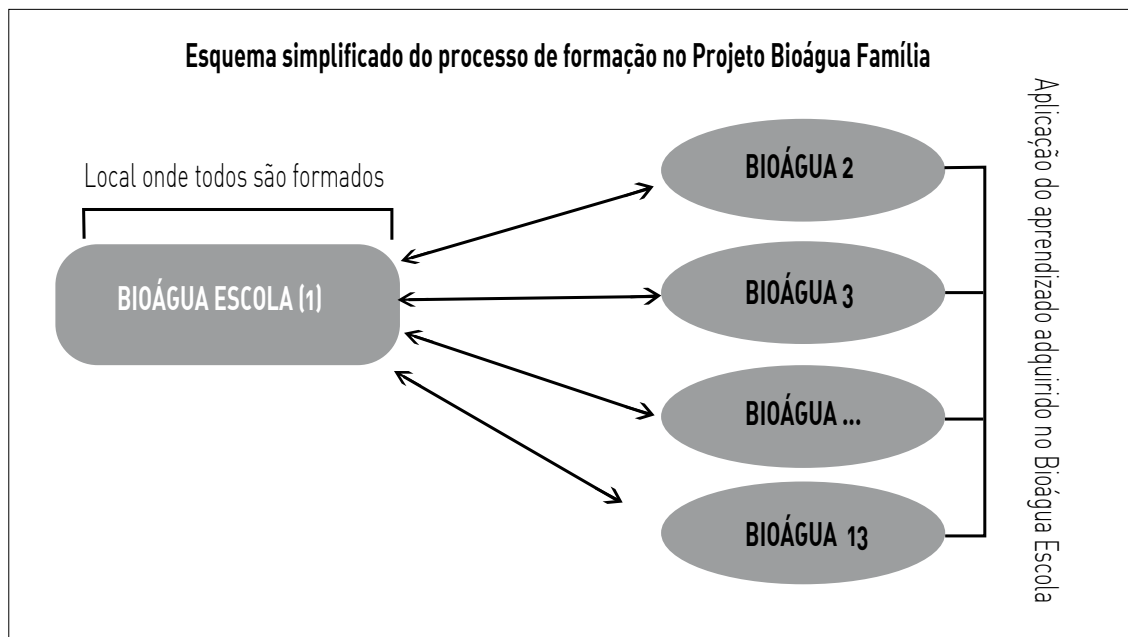 Esquema simplificado do processo de formação no Projeto Bioágua Família
Local onde todos são formados
BIOÁGUA ESCOLA (1)
BIOÁGUA 2
BIOÁGUA 3
BIOÁGUA ...
BIOÁGUA 13
Aplicação do aprendizado adquirido no Bioágua Escola